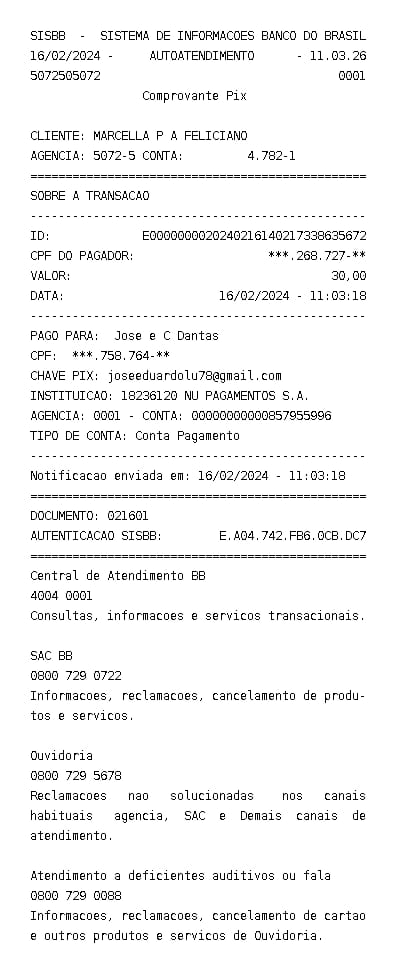 SISBB - SISTEMA DE INFORMACOES BANCO DO BRASIL
16/02/2024 - AUTOATENDIMENTO - 11.03.26
5072505072 0001
Comprovante Pix
CLIENTE: MARCELLA P A FELICIANO
AGENCIA: 5072-5 CONTA: 4.782-1
================================================
SOBRE A TRANSACAO
------------------------------------------------
ID: E0000000020240216140217338635672
CPF DO PAGADOR: ***.268.727-**
VALOR: 30,00
DATA: 16/02/2024 - 11:03:18
------------------------------------------------
PAGO PARA: Jose e C Dantas
CPF: ***.758.764-**
CHAVE PIX: joseeduardolu78@gmail.com
INSTITUICAO: 18236120 NU PAGAMENTOS S.A.
AGENCIA: 0001 - CONTA: 00000000000857955996
TIPO DE CONTA: Conta Pagamento
------------------------------------------------
Notificacao enviada em: 16/02/2024 - 11:03:18
================================================
DOCUMENTO: 021601
AUTENTICACAO SISBB: E.A04.742.FB6.0CB.DC7
================================================
Central de Atendimento BB
4004 0001
Consultas, informacoes e servicos transacionais.
SAC BB
0800 729 0722
Informacoes, reclamacoes, cancelamento de produ-
tos e servicos.
Ouvidoria
0800 729 5678
Reclamacoes nao solucionadas nos canais
habituais agencia, SAC e Demais canais de
atendimento.
Atendimento a deficientes auditivos ou fala
0800 729 0088
Informacoes, reclamacoes, cancelamento de cartao
e outros produtos e servicos de Ouvidoria.